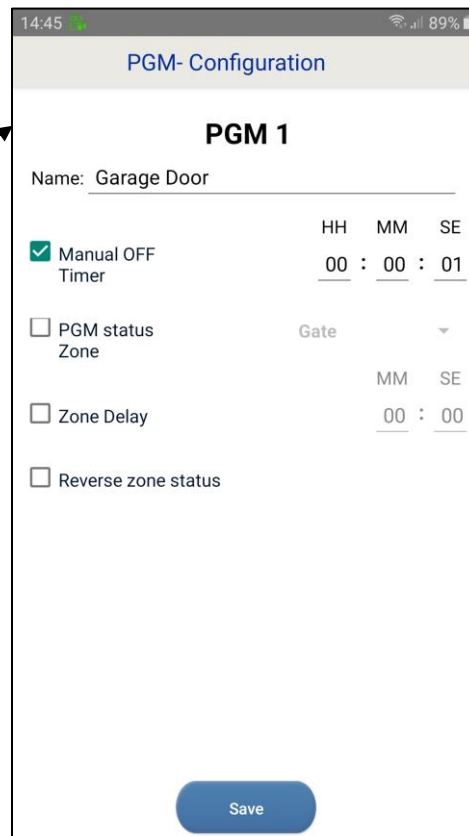 14:45 89%
PGM- Configuration
PGM 1
Name: Garage Door
HH MM SE
Manual OFF
Timer
00 : 00 : 01
PGM status
Zone
Gate
MM SE
Zone Delay
00 : 00
Reverse zone status
Save